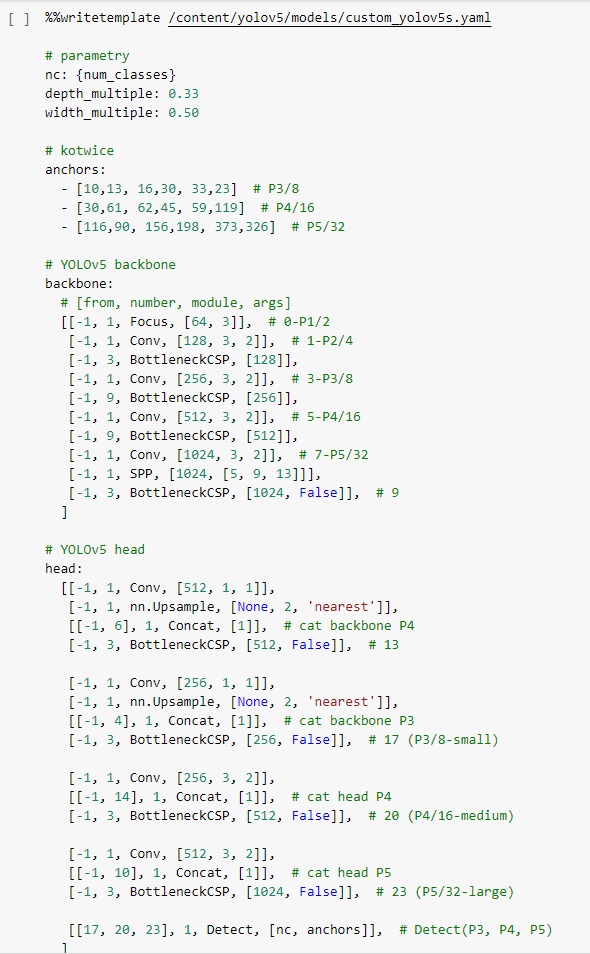 [ ] %%writetemplate /content/yolov5/models/custom_yolov5s.yaml
# parametry
nc: {num_classes}
depth_multiple: 0.33
width_multiple: 0.50
# kotwice
anchors:
  - [10,13, 16,30, 33,23]  # P3/8
  - [30,61, 62,45, 59,119]  # P4/16
  - [116,90, 156,198, 373,326]  # P5/32
# YOLOv5 backbone
backbone:
  # [from, number, module, args]
  [[-1, 1, Focus, [64, 3]],  # 0-P1/2
   [-1, 1, Conv, [128, 3, 2]],  # 1-P2/4
   [-1, 3, BottleneckCSP, [128]],
   [-1, 1, Conv, [256, 3, 2]],  # 3-P3/8
   [-1, 9, BottleneckCSP, [256]],
   [-1, 1, Conv, [512, 3, 2]],  # 5-P4/16
   [-1, 9, BottleneckCSP, [512]],
   [-1, 1, Conv, [1024, 3, 2]],  # 7-P5/32
   [-1, 1, SPP, [1024, [5, 9, 13]]],
   [-1, 3, BottleneckCSP, [1024, False]],  # 9
  ]
# YOLOv5 head
head:
  [[-1, 1, Conv, [512, 1, 1]],
   [-1, 1, nn.Upsample, [None, 2, 'nearest']],
   [[-1, 6], 1, Concat, [1]],  # cat backbone P4
   [-1, 3, BottleneckCSP, [512, False]],  # 13
   [-1, 1, Conv, [256, 1, 1]],
   [-1, 1, nn.Upsample, [None, 2, 'nearest']],
   [[-1, 4], 1, Concat, [1]],  # cat backbone P3
   [-1, 3, BottleneckCSP, [256, False]],  # 17 (P3/8-small)
   [-1, 1, Conv, [256, 3, 2]],
   [[-1, 14], 1, Concat, [1]],  # cat head P4
   [-1, 3, BottleneckCSP, [512, False]],  # 20 (P4/16-medium)
   [-1, 1, Conv, [512, 3, 2]],
   [[-1, 10], 1, Concat, [1]],  # cat head P5
   [-1, 3, BottleneckCSP, [1024, False]],  # 23 (P5/32-large)
   [[17, 20, 23], 1, Detect, [nc, anchors]],  # Detect(P3, P4, P5)
  ]